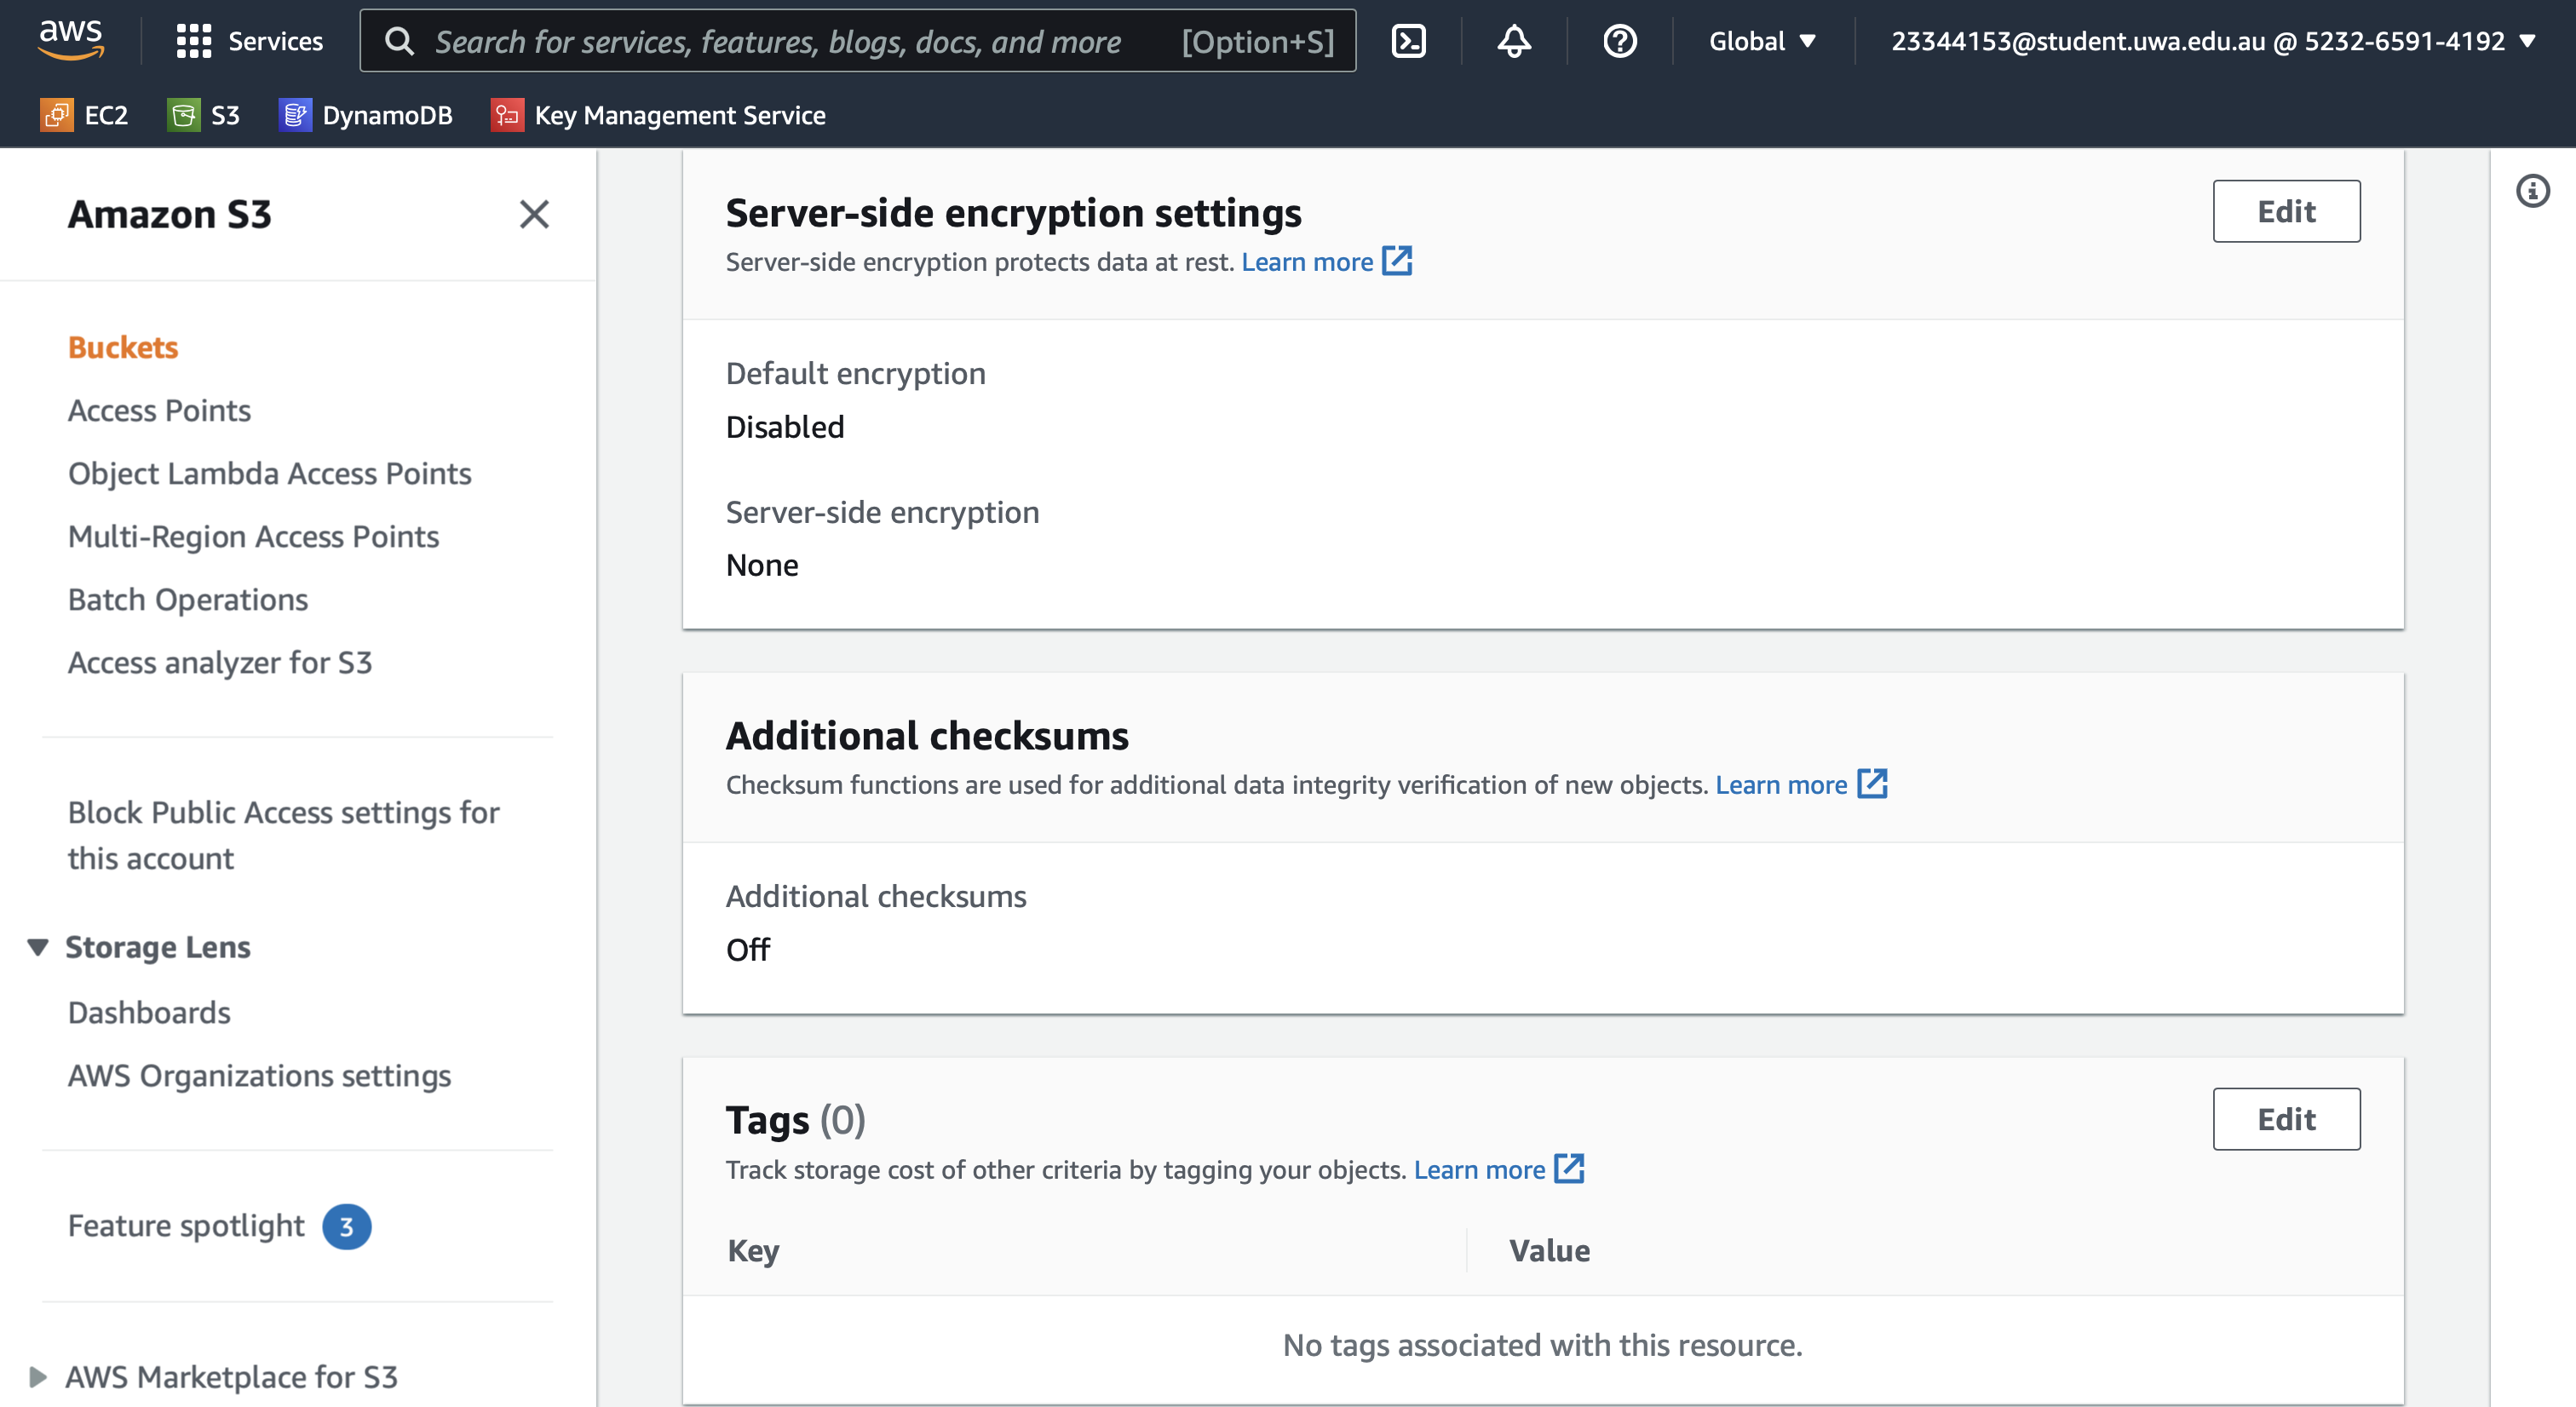 aws
Services
Search for services, features, blogs, docs, and more [Option+S]
Global
23344153@student.uwa.edu.au @ 5232-6591-4192
EC2
S3
DynamoDB
Key Management Service
Amazon S3
Buckets
Access Points
Object Lambda Access Points
Multi-Region Access Points
Batch Operations
Access analyzer for S3
Block Public Access settings for
this account
Storage Lens
Dashboards
AWS Organizations settings
Feature spotlight 3
AWS Marketplace for S3
Server-side encryption settings
Edit
Server-side encryption protects data at rest. Learn more
Default encryption
Disabled
Server-side encryption
None
Additional checksums
Checksum functions are used for additional data integrity verification of new objects. Learn more
Additional checksums
Off
Tags (0)
Edit
Track storage cost of other criteria by tagging your objects. Learn more
Key
Value
No tags associated with this resource.